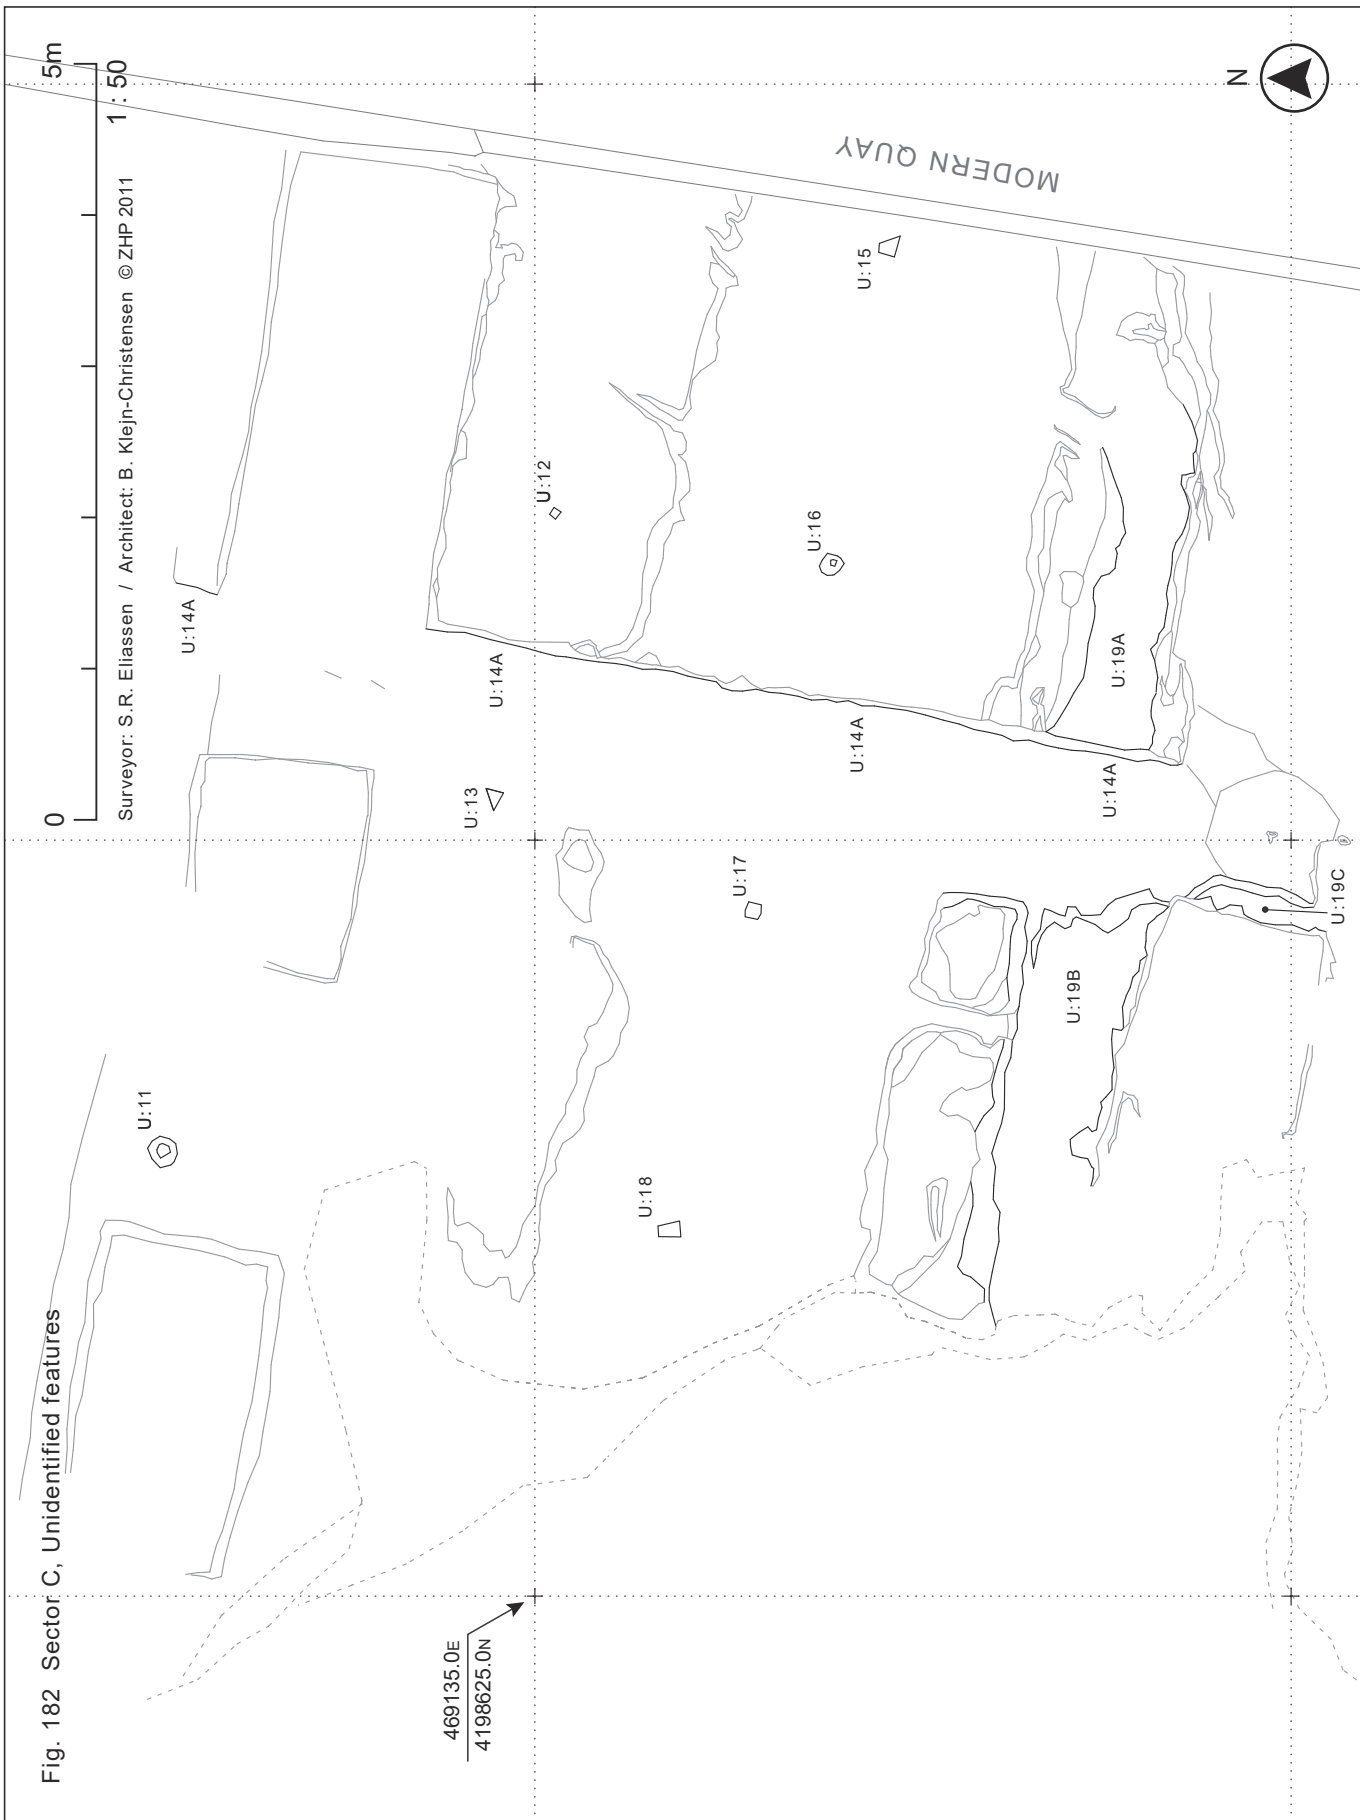 Fig. 182 Sector C, Unidentified features
0
5m
1 : 50
Surveyor: S.R. Eliassen / Architect: B. Klejn-Christensen © ZHP 2011
U:11
U:14A
U:13
U:14A
U:12
469135.0E
4198625.0N
U:18
U:17
U:16
U:14A
U:15
MODERN QUAY
U:19B
U:14A
U:19A
N
U:19C